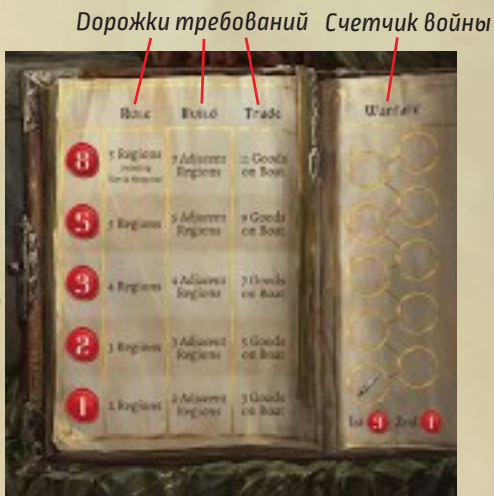 Дорожки требований Счетчик войны
Rule Build Trade Warfare
8 5 Regions 7 Adjacent Regions 11 Goods on Boat
5 5 Regions 5 Adjacent Regions 9 Goods on Boat
3 4 Regions 4 Adjacent Regions 7 Goods on Boat
2 3 Regions 3 Adjacent Regions 5 Goods on Boat
1 2 Regions 2 Adjacent Regions 3 Goods on Boat
1st 3 2nd 1